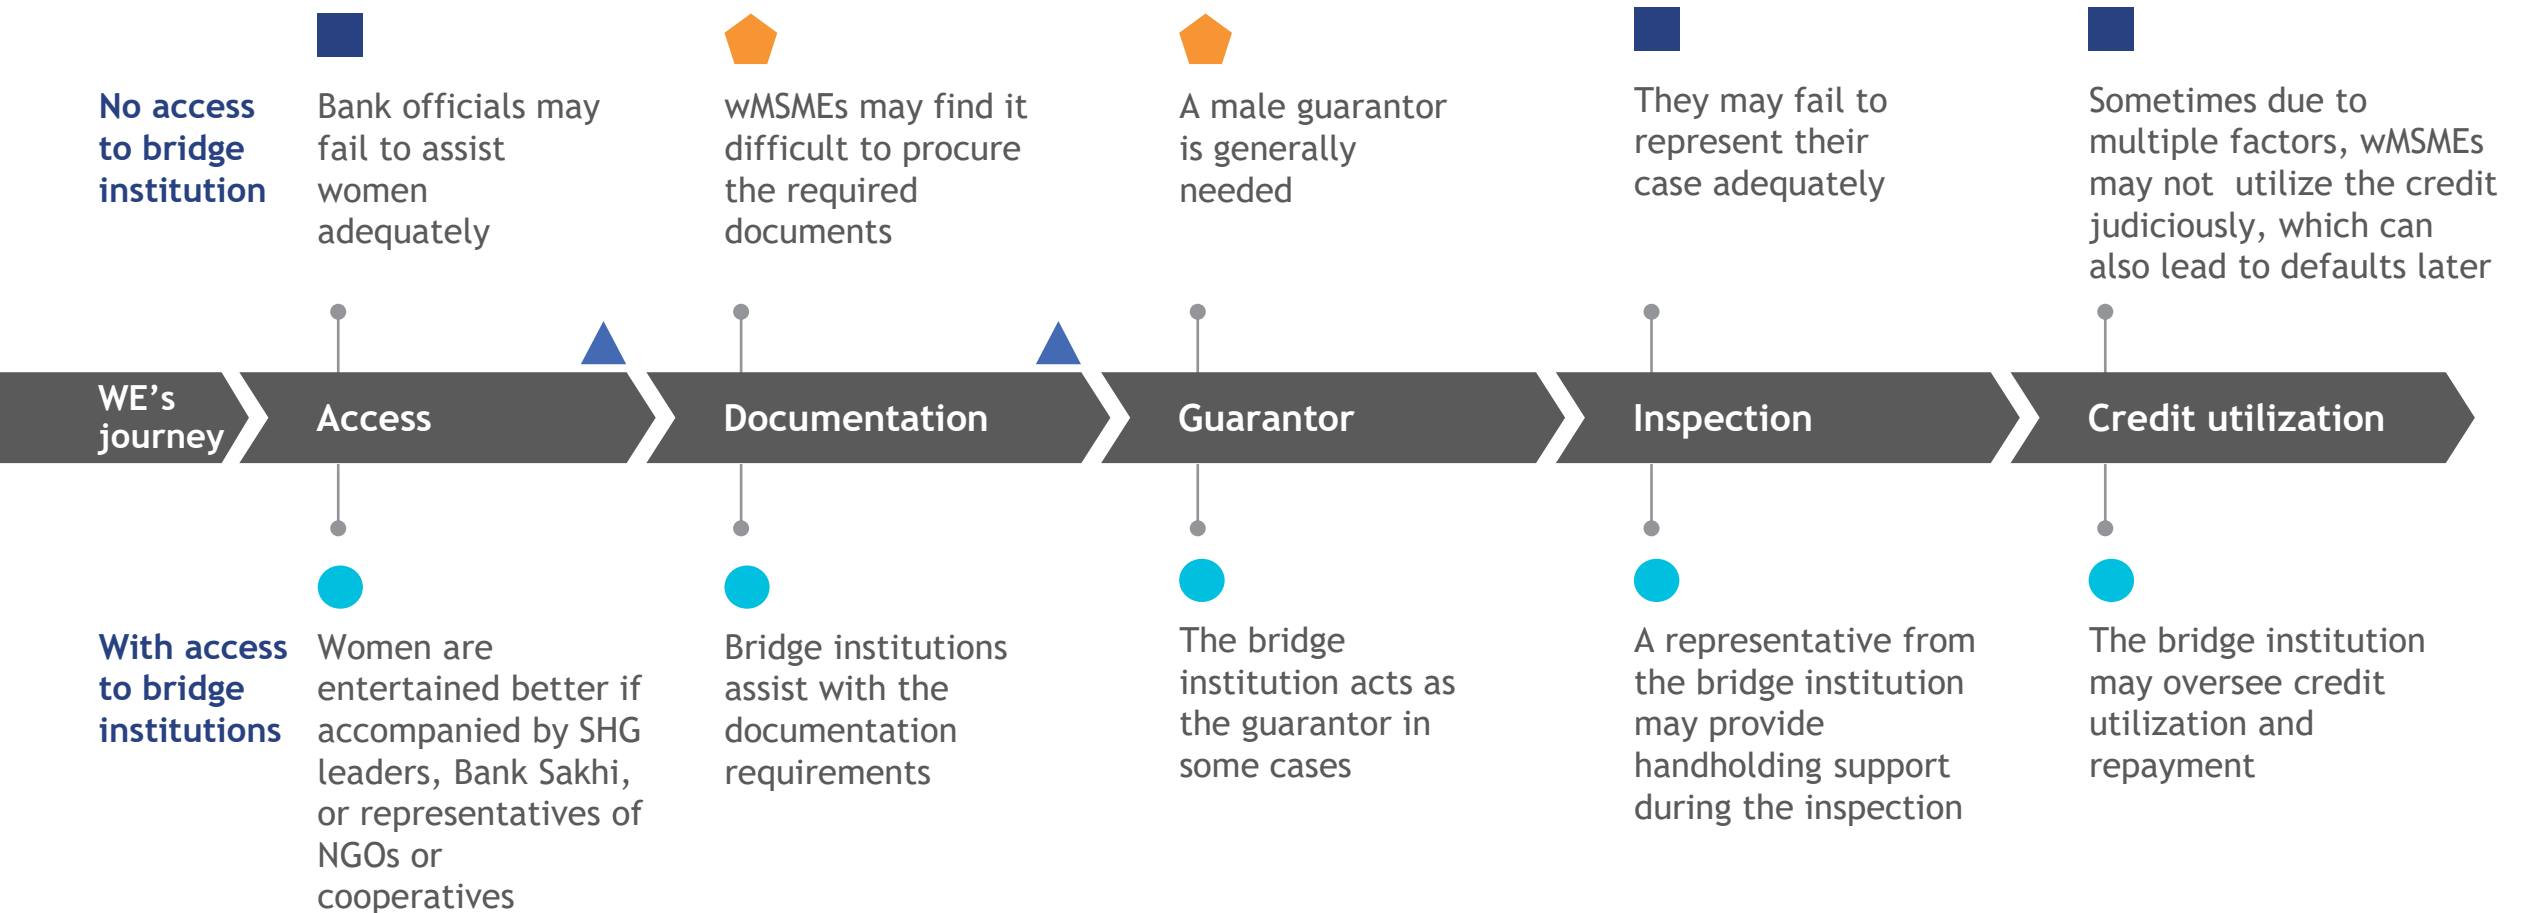 No access
to bridge
institution
Bank officials may
fail to assist
women
adequately
wMSMEs may find it
difficult to procure
the required
documents
A male guarantor
is generally
needed
They may fail to
represent their
case adequately
Sometimes due to
multiple factors, wMSMEs
may not  utilize the credit
judiciously, which can
also lead to defaults later
WE’s
journey
Access
Documentation
Guarantor
Inspection
Credit utilization
With access
to bridge
institutions
Women are
entertained better if
accompanied by SHG
leaders, Bank Sakhi,
or representatives of
NGOs or
cooperatives
Bridge institutions
assist with the
documentation
requirements
The bridge
institution acts as
the guarantor in
some cases
A representative from
the bridge institution
may provide
handholding support
during the inspection
The bridge institution
may oversee credit
utilization and
repayment